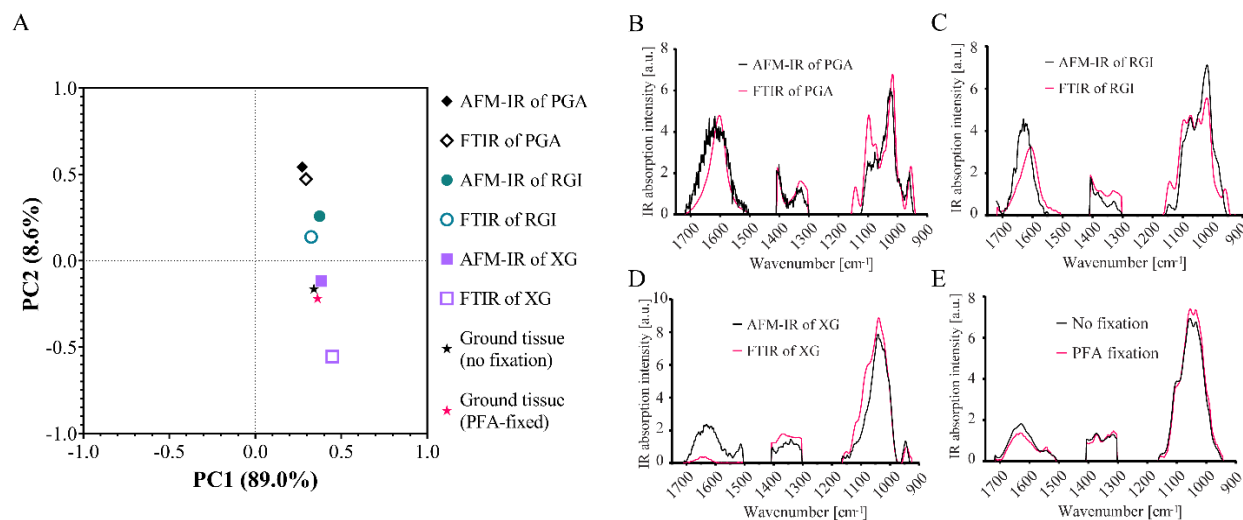 A
PC2 (8.6%)
1.0
0.5
0.0
-0.5
-1.0
-1.0
-0.5
0.0
0.5
1.0
PC1 (89.0%)
AFM-IR of PGA
FTIR of PGA
AFM-IR of RGI
FTIR of RGI
AFM-IR of XG
FTIR of XG
Ground tissue
(no fixation)
Ground tissue
(PFA-fixed)
B
IR absorption intensity [a.u.]
8
6
4
2
0
AFM-IR of PGA
FTIR of PGA
1700
1600
1500
1400
1300
1200
1100
1000
900
Wavenumber [cm⁻¹]
C
IR absorption intensity [a.u.]
8
6
4
2
0
AFM-IR of RGI
FTIR of RGI
1700
1600
1500
1400
1300
1200
1100
1000
900
Wavenumber [cm⁻¹]
D
IR absorption intensity [a.u.]
10
8
6
4
2
0
AFM-IR of XG
FTIR of XG
1700
1600
1500
1400
1300
1200
1100
1000
900
Wavenumber [cm⁻¹]
E
IR absorption intensity [a.u.]
8
6
4
2
0
No fixation
PFA fixation
1700
1600
1500
1400
1300
1200
1100
1000
900
Wavenumber [cm⁻¹]